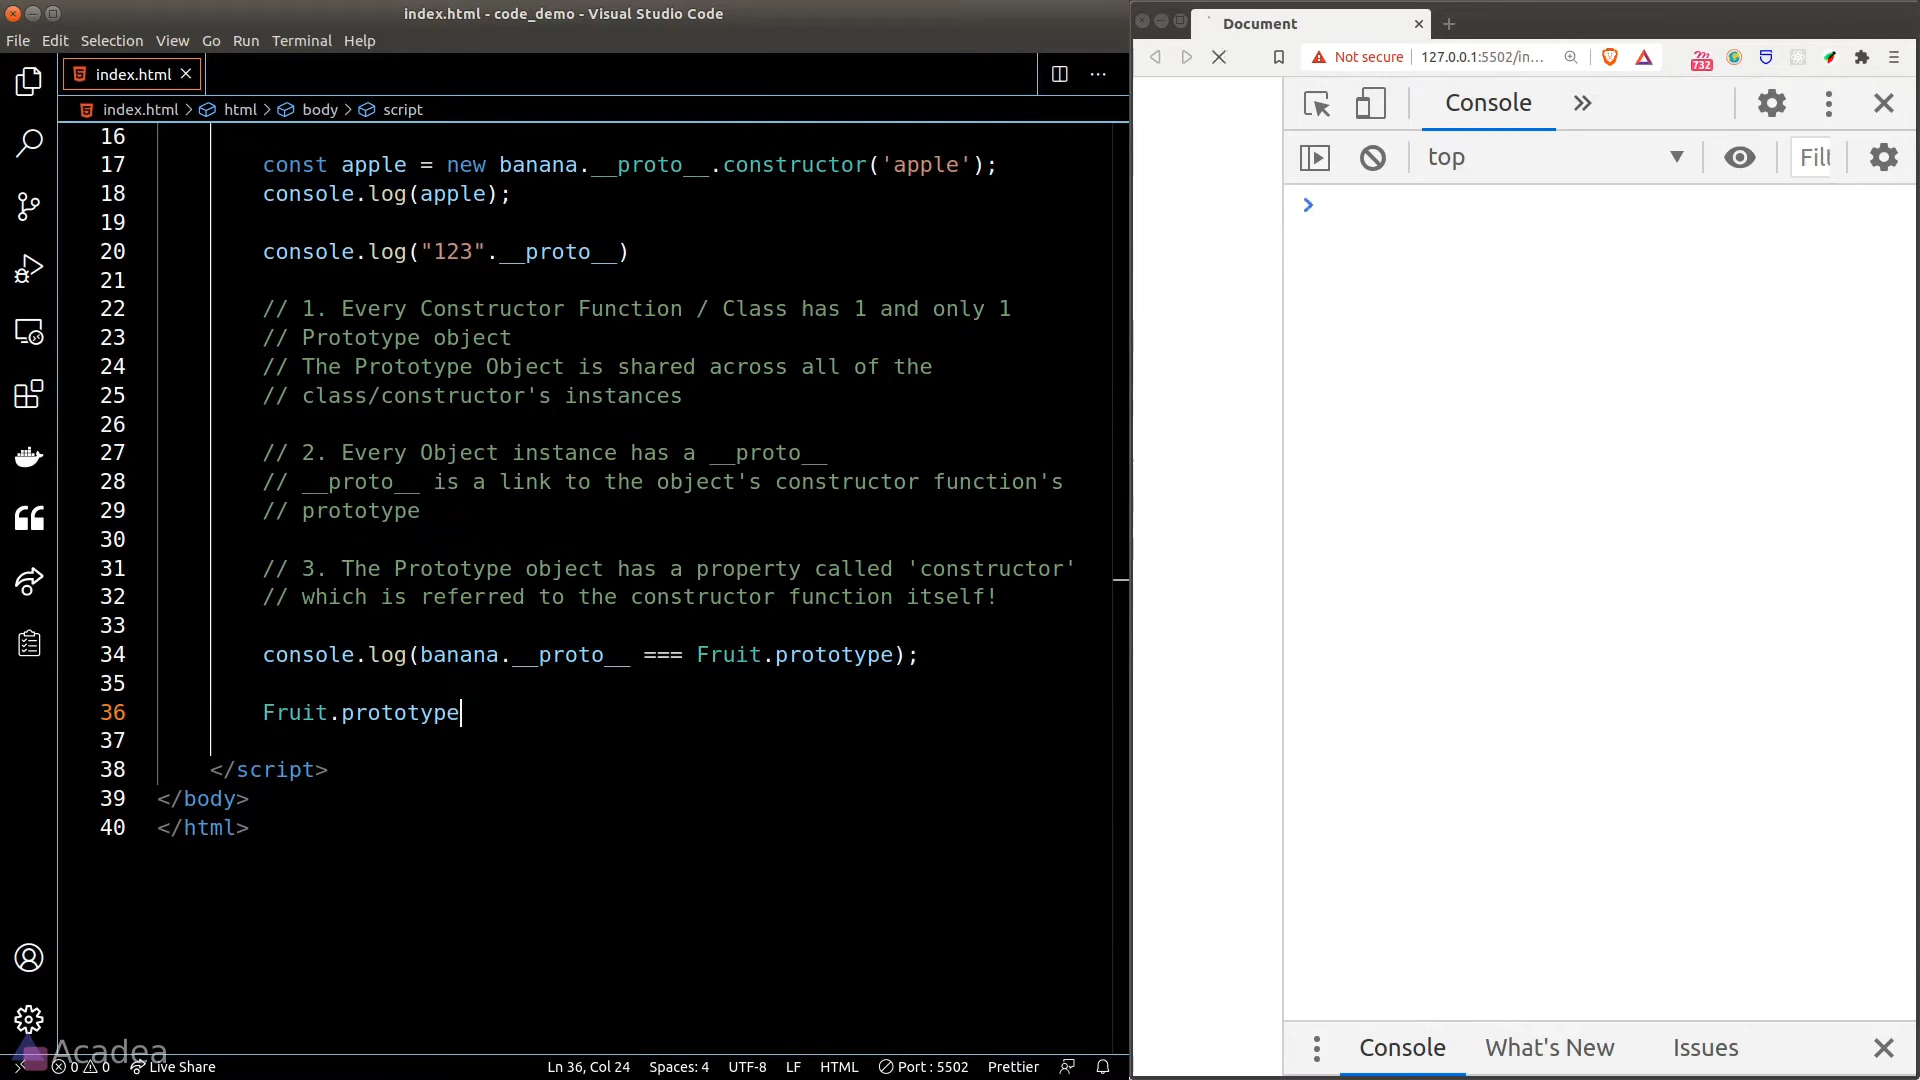 index.html - code_demo - Visual Studio Code
File Edit Selection View Go Run Terminal Help
index.html
index.html > html > body > script
16
17 const apple = new banana.__proto__.constructor('apple');
18 console.log(apple);
19
20 console.log("123".__proto__)
21
22 // 1. Every Constructor Function / Class has 1 and only 1
23 // Prototype object
24 // The Prototype Object is shared across all of the
25 // class/constructor's instances
26
27 // 2. Every Object instance has a __proto__
28 // __proto__ is a link to the object's constructor function's
29 // prototype
30
31 // 3. The Prototype object has a property called 'constructor'
32 // which is referred to the constructor function itself!
33
34 console.log(banana.__proto__ === Fruit.prototype);
35
36 Fruit.prototype
37
38 </script>
39 </body>
40 </html>
Acadea
0 0 Live Share Ln 36, Col 24 Spaces: 4 UTF-8 LF HTML Port : 5502 Prettier
Document
Not secure 127.0.0.1:5502/in...
732
Console
top Filt
Console What's New Issues